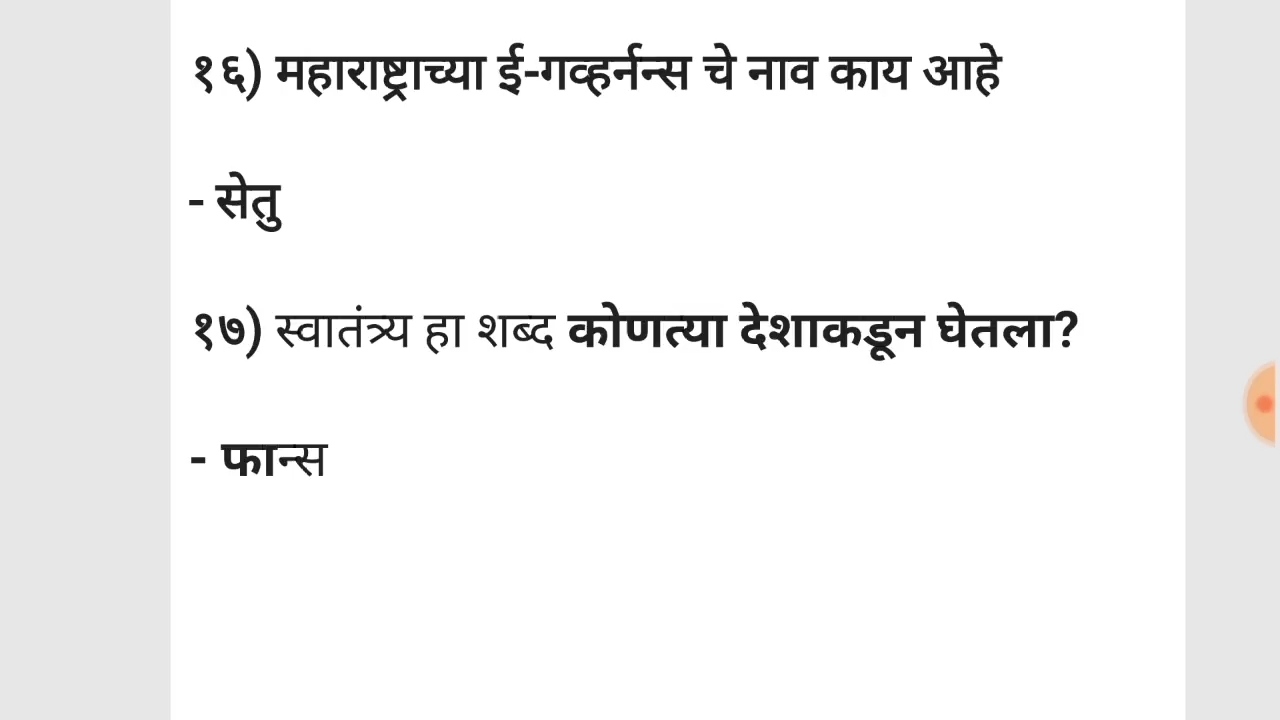 १६) महाराष्ट्राच्या ई-गव्हर्नन्स चे नाव काय आहे
- सेतु
१७) स्वातंत्र्य हा शब्द कोणत्या देशाकडून घेतला?
- फान्स